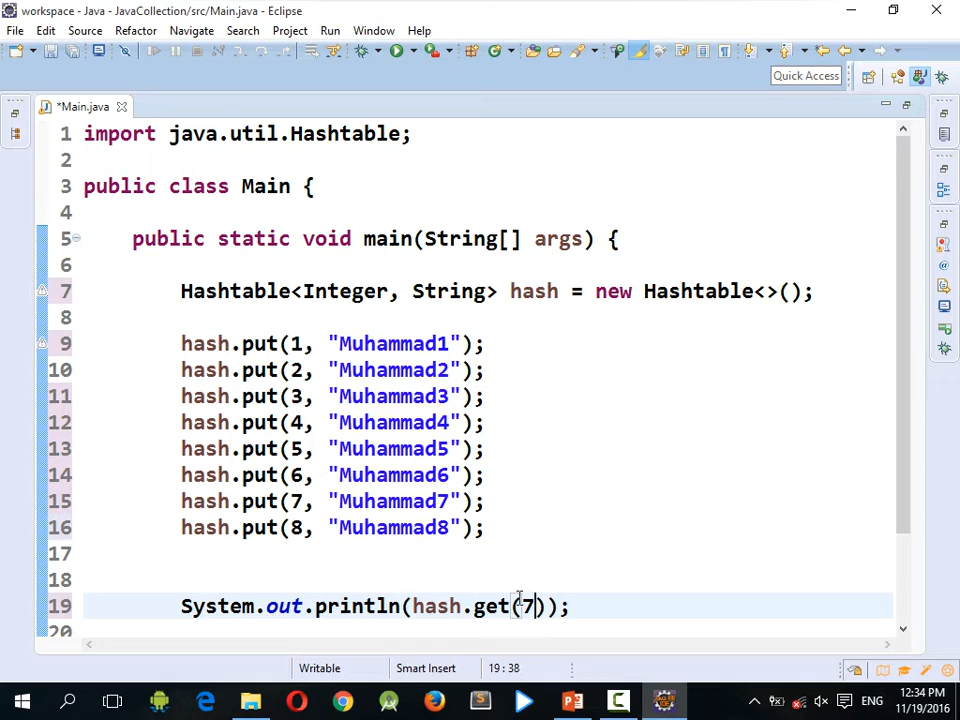 workspace - Java - JavaCollection/src/Main.java - Eclipse
File Edit Source Refactor Navigate Search Project Run Window Help
Quick Access
*Main.java
1 import java.util.Hashtable;
2
3 public class Main {
4
5 public static void main(String[] args) {
6
7 Hashtable<Integer, String> hash = new Hashtable<>();
8
9 hash.put(1, "Muhammad1");
10 hash.put(2, "Muhammad2");
11 hash.put(3, "Muhammad3");
12 hash.put(4, "Muhammad4");
13 hash.put(5, "Muhammad5");
14 hash.put(6, "Muhammad6");
15 hash.put(7, "Muhammad7");
16 hash.put(8, "Muhammad8");
17
18
19 System.out.println(hash.get(7));
20
Writable Smart Insert 19 : 38
ENG
12:34 PM
11/19/2016